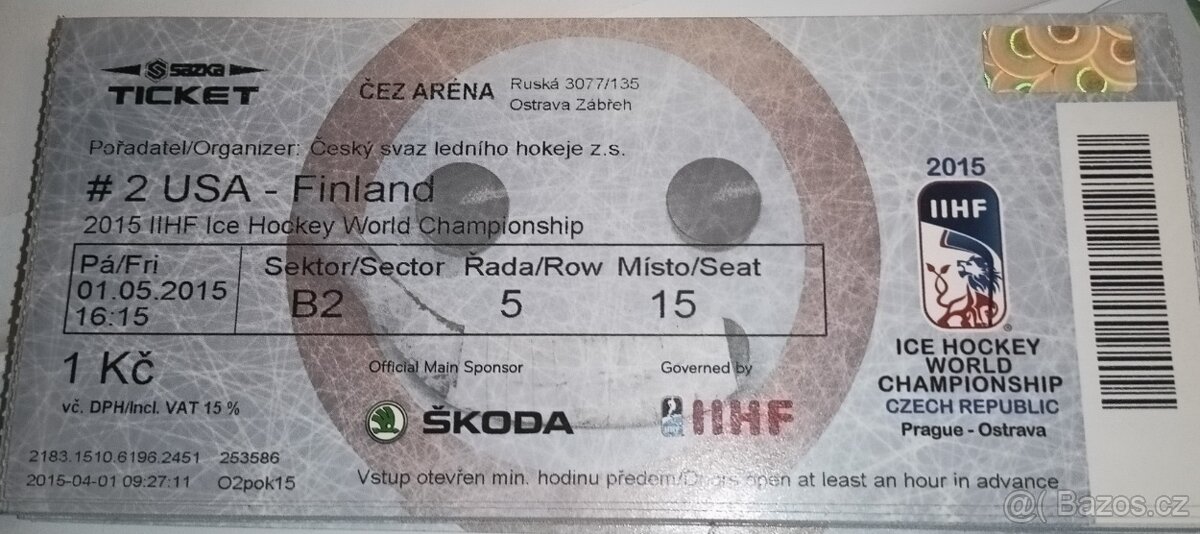 sazka
TICKET
ČEZ ARÉNA
Ruská 3077/135
Ostrava Zábřeh
Pořadatel/Organizer: Český svaz ledního hokeje z.s.
# 2 USA - Finland
2015 IIHF Ice Hockey World Championship
Pá/Fri
01.05.2015
16:15
Sektor/Sector Řada/Row Místo/Seat
B2 5 15
1 Kč
vč. DPH/Incl. VAT 15 %
Official Main Sponsor
ŠKODA
Governed by
IIHF
2183.1510.6196.2451 253586
2015-04-01 09:27:11 O2pok15
Vstup otevřen min. hodinu předem/Doors open at least an hour in advance
2015
IIHF
®
ICE HOCKEY
WORLD
CHAMPIONSHIP
CZECH REPUBLIC
Prague - Ostrava
@( Bazos.cz